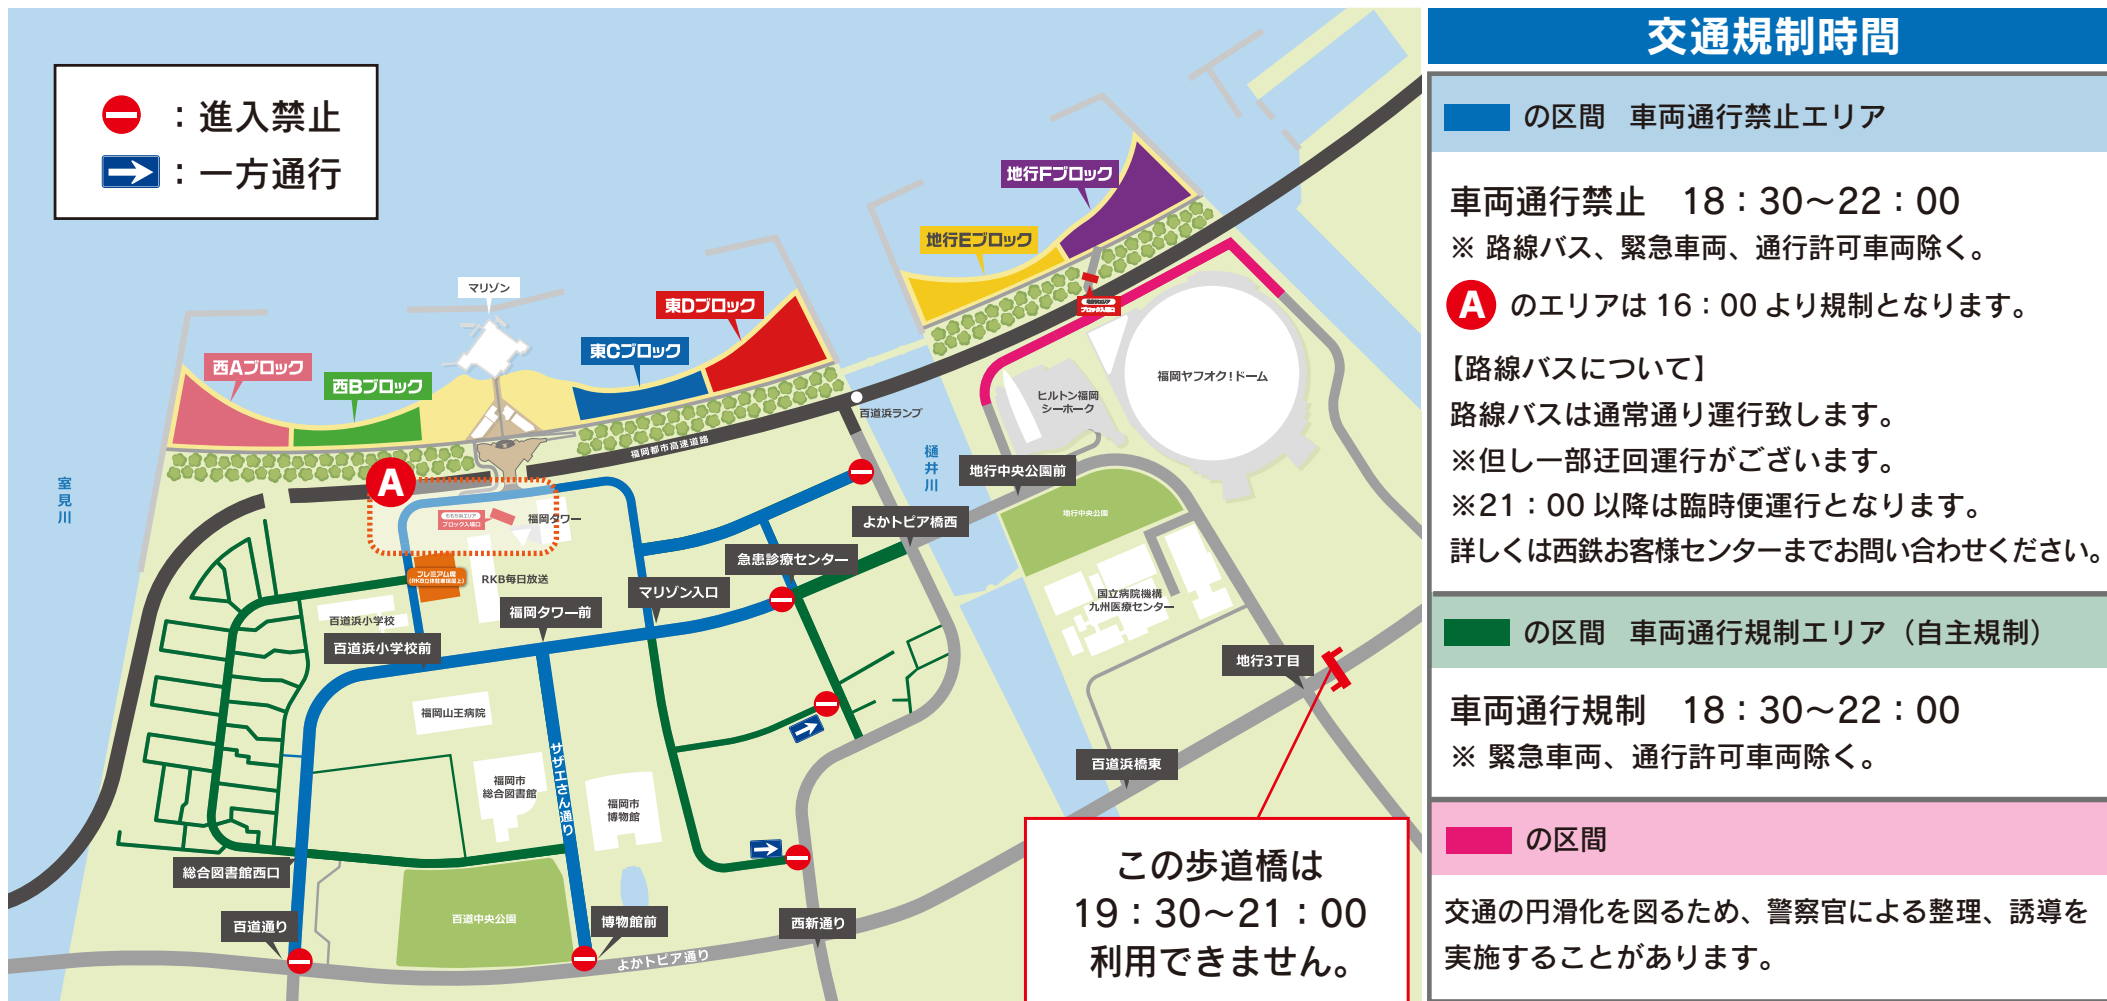 ：進入禁止
：一方通行
地行Fブロック
地行Eブロック
マリゾン
東Dブロック
東Cブロック
西Aブロック
西Bブロック
福岡ヤフオク!ドーム
ヒルトン福岡
シーホーク
百道浜ランプ
福岡都市高速道路
樋井川
室見川
A
地行中央公園前
地行中央公園
ブロック入場口
ブロック入場口
福岡タワー
よかトピア橋西
急患診療センター
プレミアム席
RKB毎日放送
マリゾン入口
福岡タワー前
国立病院機構
九州医療センター
百道浜小学校
百道浜小学校前
地行3丁目
福岡山王病院
サザエさん通り
福岡市
総合図書館
福岡市
博物館
百道浜橋東
総合図書館西口
百道中央公園
百道通り
博物館前
西新通り
よかトピア通り
この歩道橋は
19：30～21：00
利用できません。
交通規制時間
の区間 車両通行禁止エリア
車両通行禁止 18：30～22：00
※ 路線バス、緊急車両、通行許可車両除く。
A のエリアは 16：00 より規制となります。
【路線バスについて】
路線バスは通常通り運行致します。
※但し一部迂回運行がございます。
※21：00 以降は臨時便運行となります。
詳しくは西鉄お客様センターまでお問い合わせください。
の区間 車両通行規制エリア（自主規制）
車両通行規制 18：30～22：00
※ 緊急車両、通行許可車両除く。
の区間
交通の円滑化を図るため、警察官による整理、誘導を
実施することがあります。